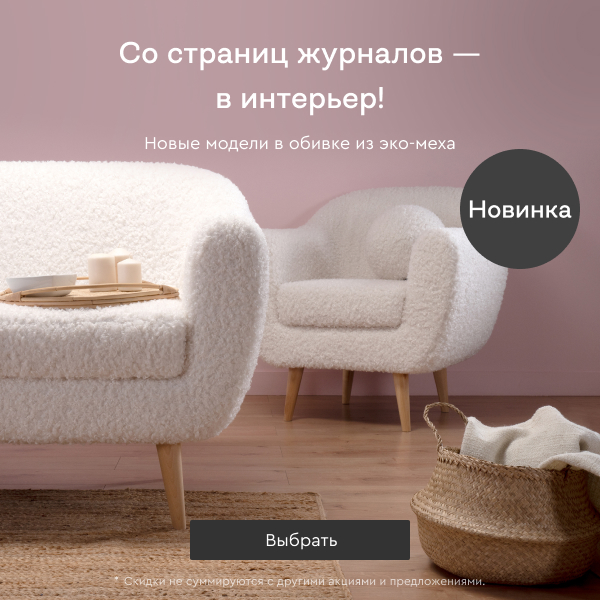 Со страниц журналов —
в интерьер!
Новые модели в обивке из эко-меха
Новинка
Выбрать
* Скидки не суммируются с другими акциями и предложениями.